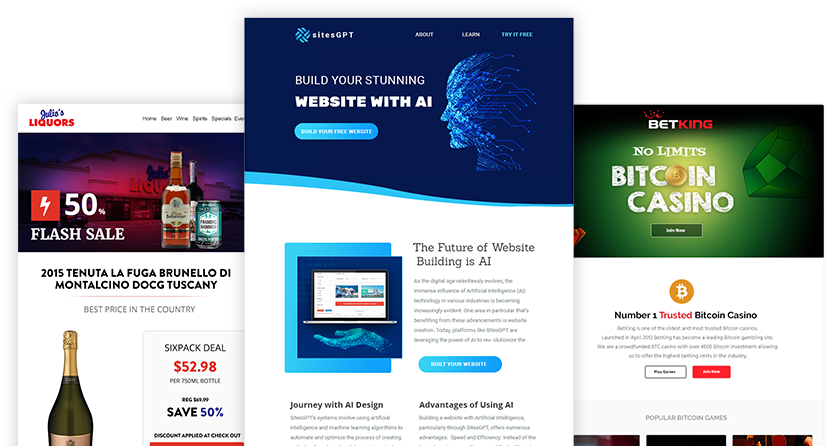 Julio's
LIQUORS
Home Beer Wine Spirits Specials
50%
FLASH SALE
2015 TENUTA LA FUGA BRUNELLO DI
MONTALCINO DOCG TUSCANY
BEST PRICE IN THE COUNTRY
SIXPACK DEAL
$52.98
PER 750ML BOTTLE
REG $69.99
SAVE 50%
DISCOUNT APPLIED AT CHECK OUT
sitesGPT
ABOUT LEARN TRY IT FREE
BUILD YOUR STUNNING
WEBSITE WITH AI
BUILD YOUR FREE WEBSITE
The Future of Website
Building is AI
As the digital age relentlessly evolves, the
immense influence of Artificial Intelligence (AI)
technology in various industries is becoming
increasingly evident. One area in particular that's
benefiting from these advancements is website
creation. Today, platforms like SitesGPT are
leveraging the power of AI to revolutionize the
BUILT YOUR WEBSITE
Journey with AI Design
SitesGPT's systems involve using artificial
intelligence and machine learning algorithms to
automate and optimize the process of creating
Advantages of Using AI
Building a website with Artificial Intelligence,
particularly through SitesGPT, offers numerous
advantages: Speed and Efficiency: Instead of the
BETKING
NO LIMITS
BITCOIN
CASINO
Join Now
Number 1 Trusted Bitcoin Casino
BetKing is one of the oldest and most trusted Bitcoin casinos.
Launched in April 2013 BetKing has become a leading Bitcoin gambling site.
We are a crowdfunded BTC casino with over 4500 Bitcoin investment allowing
us to offer the highest betting limits in the industry.
Play Games
Join Now
POPULAR BITCOIN GAMES